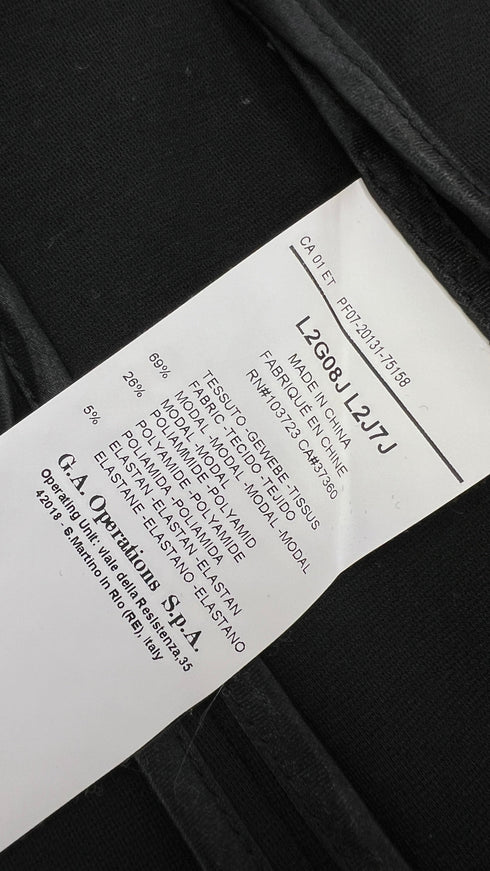 CA 01 ET PF07-20131-75158
L2G08J L2J7J
MADE IN CHINA
FABRIQUÉ EN CHINE
RN#103723 CA#37360
TESSUTO -GEWEBE -TISSUS
FABRIC -TECIDO -TEJIDO
69% MODAL -MODAL -MODAL -MODAL
MODAL -MODAL
26% POLIAMMIDE -POLYAMID
POLYAMIDE -POLYAMIDE
POLIAMIDA -POLIAMIDA
5% ELASTAN -ELASTAN -ELASTAN
ELASTANE -ELASTANO -ELASTANO
G.A. Operations S.p.A.
Operating Unit: viale della Resistenza,35
42018 - S.Martino in Rio (RE), Italy